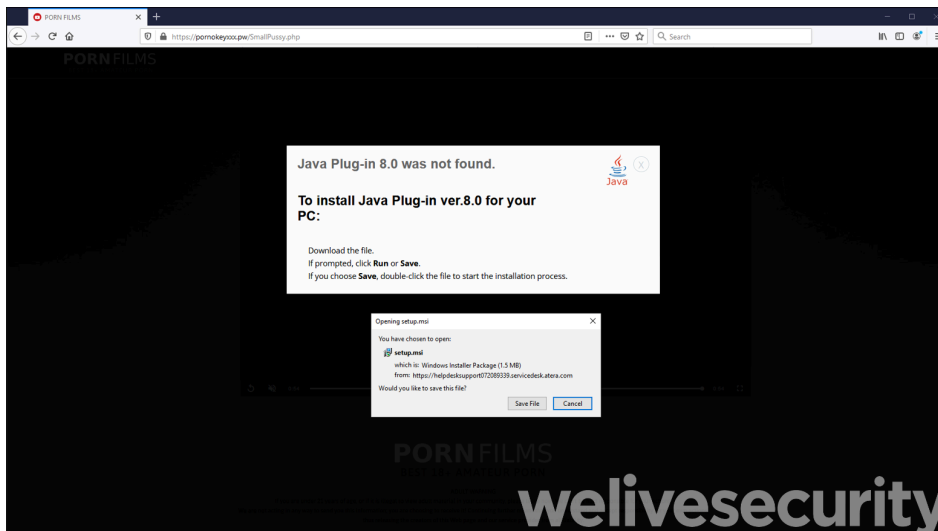 PORN FILMS
https://pornokeyxxx.pw/SmallPussy.php
Search
PORNFILMS
Java Plug-in 8.0 was not found.
Java
To install Java Plug-in ver.8.0 for your
PC:
Download the file.
If prompted, click Run or Save.
If you choose Save, double-click the file to start the installation process.
Opening setup.msi
You have chosen to open:
setup.msi
which is: Windows Installer Package (1.5 MB)
from: https://helpdesksupport072089339.servicedesk.atera.com
Would you like to save this file?
Save File
Cancel
PORNFILMS
welivesecurity